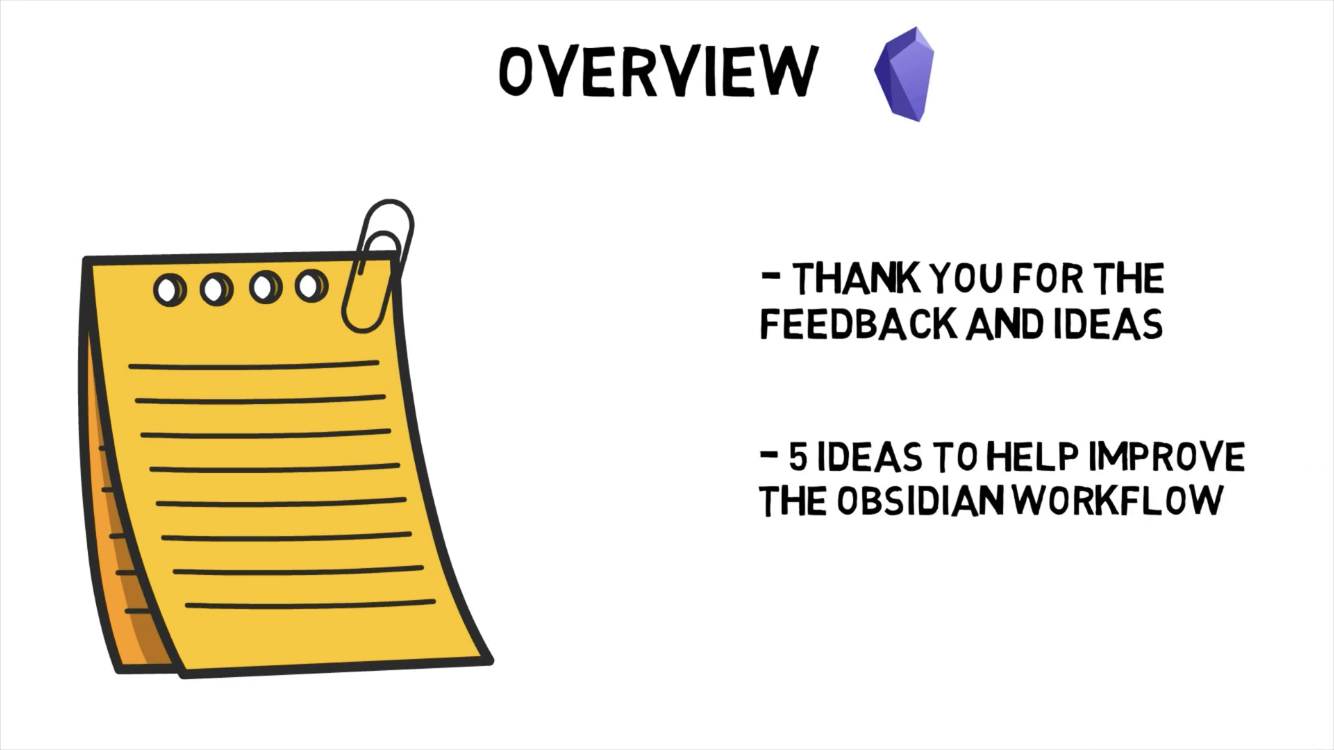 OVERVIEW
- THANK YOU FOR THE
FEEDBACK AND IDEAS
- 5 IDEAS TO HELP IMPROVE
THE OBSIDIAN WORKFLOW